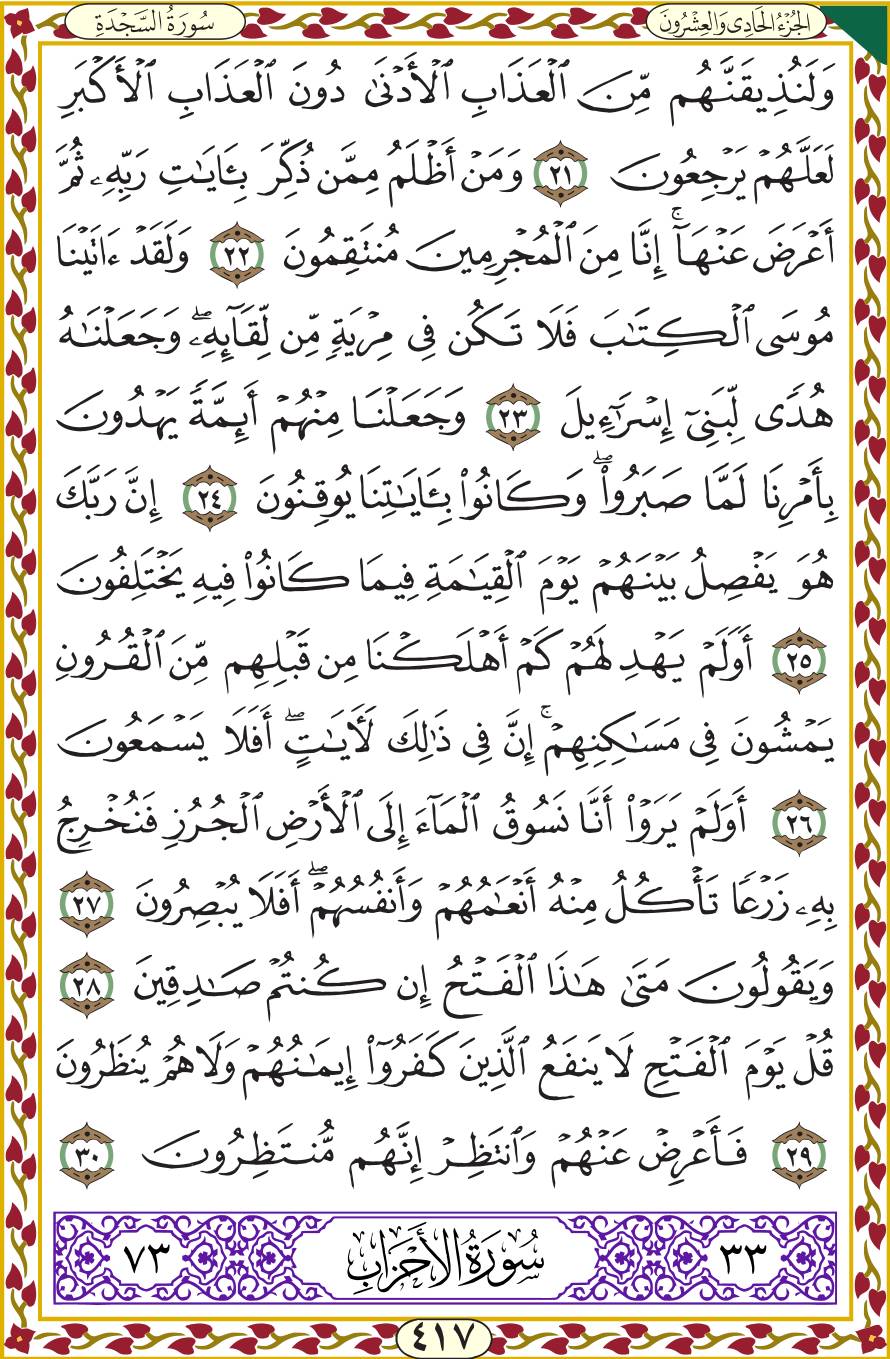 الجُزْءُ الحَادِى وَالعِشْرُونَ
سُورَةُ السَّجْدَةِ
وَلَنُذِيقَنَّهُم مِّنَ ٱلْعَذَابِ ٱلْأَدْنَىٰ دُونَ ٱلْعَذَابِ ٱلْأَكْبَرِ
لَعَلَّهُمْ يَرْجِعُونَ ٢١ وَمَنْ أَظْلَمُ مِمَّن ذُكِّرَ بِـَٔايَـٰتِ رَبِّهِۦ ثُمَّ
أَعْرَضَ عَنْهَآ ۚ إِنَّا مِنَ ٱلْمُجْرِمِينَ مُنتَقِمُونَ ٢٢ وَلَقَدْ ءَاتَيْنَا
مُوسَى ٱلْكِتَـٰبَ فَلَا تَكُن فِى مِرْيَةٍ مِّن لِّقَآئِهِۦ ۖ وَجَعَلْنَـٰهُ
هُدًى لِّبَنِىٓ إِسْرَٰٓءِيلَ ٢٣ وَجَعَلْنَا مِنْهُمْ أَئِمَّةً يَهْدُونَ
بِأَمْرِنَا لَمَّا صَبَرُوا۟ ۖ وَكَانُوا۟ بِـَٔايَـٰتِنَا يُوقِنُونَ ٢٤ إِنَّ رَبَّكَ
هُوَ يَفْصِلُ بَيْنَهُمْ يَوْمَ ٱلْقِيَـٰمَةِ فِيمَا كَانُوا۟ فِيهِ يَخْتَلِفُونَ
٢٥ أَوَلَمْ يَهْدِ لَهُمْ كَمْ أَهْلَكْنَا مِن قَبْلِهِم مِّنَ ٱلْقُرُونِ
يَمْشُونَ فِى مَسَـٰكِنِهِمْ ۚ إِنَّ فِى ذَٰلِكَ لَـَٔايَـٰتٍ ۖ أَفَلَا يَسْمَعُونَ
٢٦ أَوَلَمْ يَرَوْا۟ أَنَّا نَسُوقُ ٱلْمَآءَ إِلَى ٱلْأَرْضِ ٱلْجُرُزِ فَنُخْرِجُ
بِهِۦ زَرْعًا تَأْكُلُ مِنْهُ أَنْعَـٰمُهُمْ وَأَنفُسُهُمْ ۖ أَفَلَا يُبْصِرُونَ ٢٧
وَيَقُولُونَ مَتَىٰ هَـٰذَا ٱلْفَتْحُ إِن كُنتُمْ صَـٰدِقِينَ ٢٨
قُلْ يَوْمَ ٱلْفَتْحِ لَا يَنفَعُ ٱلَّذِينَ كَفَرُوٓا۟ إِيمَـٰنُهُمْ وَلَا هُمْ يُنظَرُونَ
٢٩ فَأَعْرِضْ عَنْهُمْ وَٱنتَظِرْ إِنَّهُم مُّنتَظِرُونَ ٣٠
٣٣ سُورَةُ الأَحْزَابِ ٧٣
٤١٧